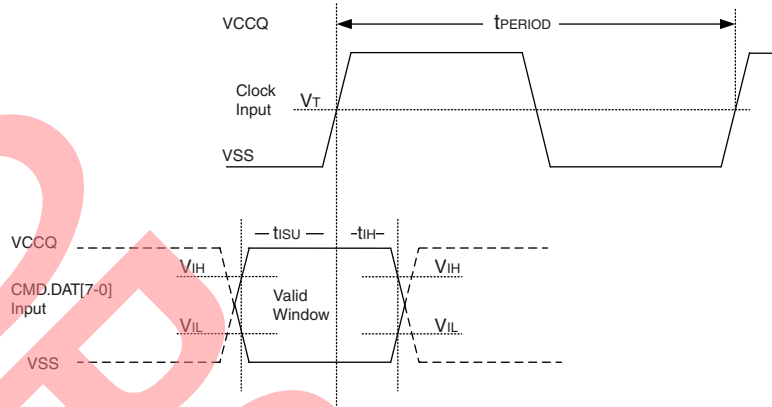 VCCQ
tPERIOD
Clock
Input
VT
VSS
tISU
tIH
VCCQ
VIH
VIH
CMD.DAT[7-0]
Input
Valid
Window
VIL
VIL
VSS